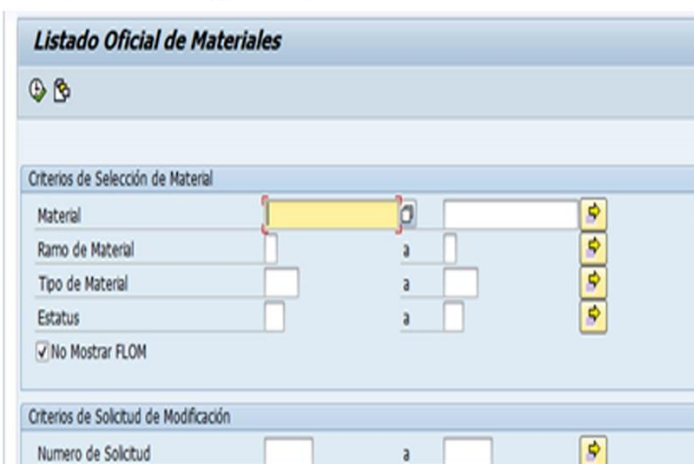 Listado Oficial de Materiales
Criterios de Selección de Material
Material
Ramo de Material a
Tipo de Material a
Estatus a
No Mostrar FLOM
Criterios de Solicitud de Modificación
Numero de Solicitud a